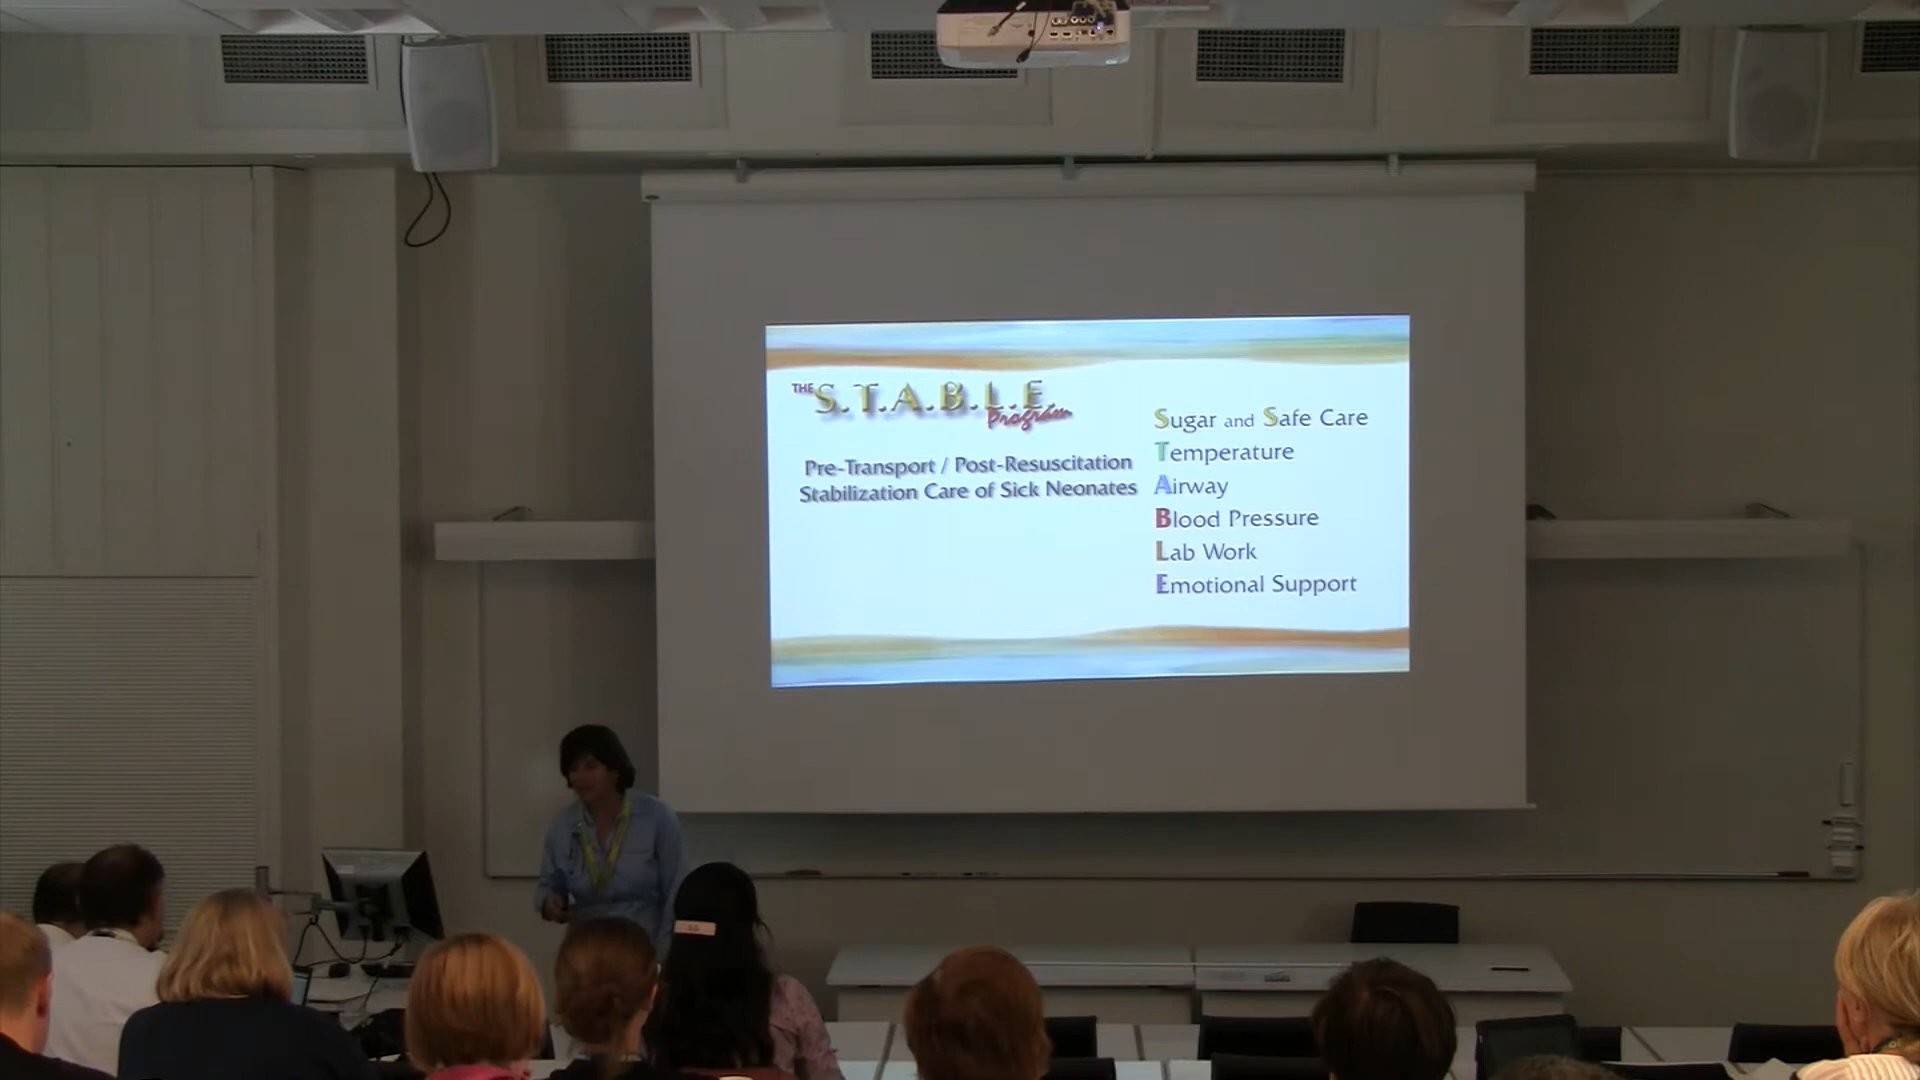 THE S.T.A.B.L.E.
Program
Pre-Transport / Post-Resuscitation
Stabilization Care of Sick Neonates
Sugar and Safe Care
Temperature
Airway
Blood Pressure
Lab Work
Emotional Support